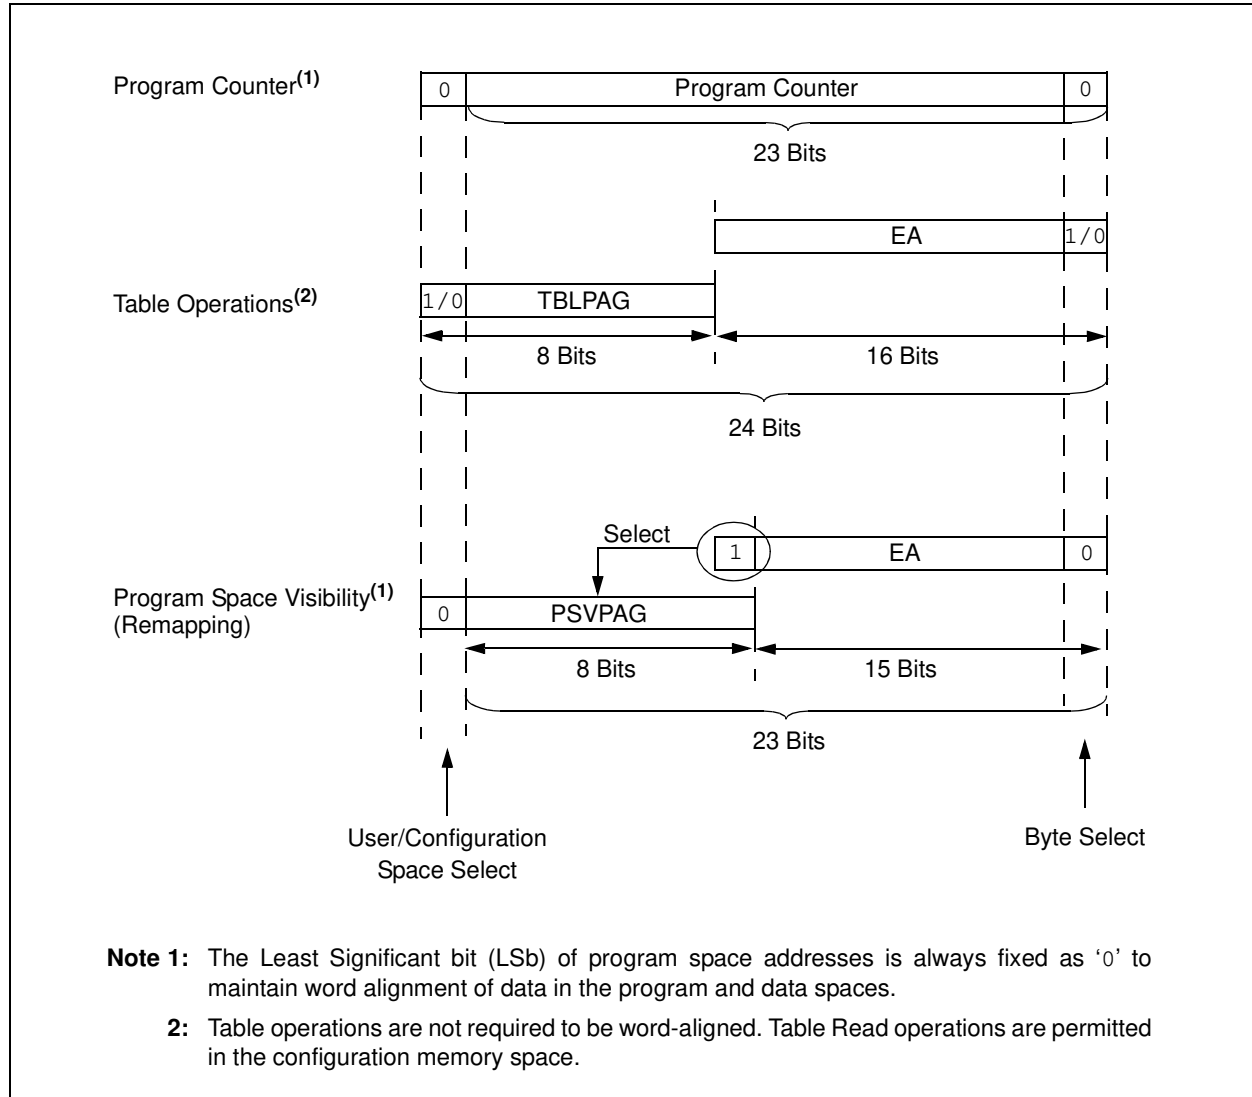 Program Counter(1)
0 Program Counter 0
23 Bits
EA 1/0
Table Operations(2)
1/0 TBLPAG
8 Bits 16 Bits
24 Bits
Select
1 EA 0
Program Space Visibility(1)
(Remapping)
0 PSVPAG
8 Bits 15 Bits
23 Bits
User/Configuration
Space Select
Byte Select
Note 1: The Least Significant bit (LSb) of program space addresses is always fixed as ‘0’ to
maintain word alignment of data in the program and data spaces.
2: Table operations are not required to be word-aligned. Table Read operations are permitted
in the configuration memory space.